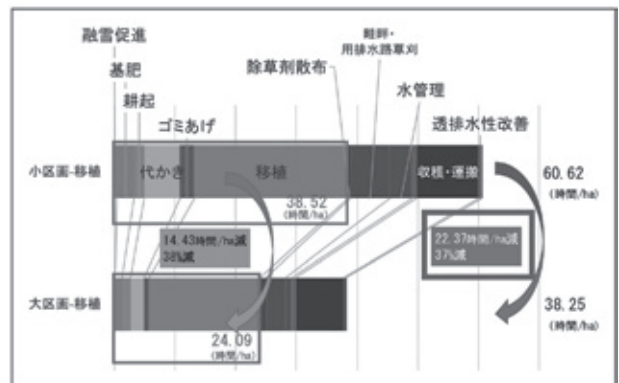 融雪促進
基肥
耕起
ゴミあげ
除草剤散布
畦畔・
用排水路草刈
水管理
透排水性改善
小区画-移植
代かき
移植
収穫・運搬
60.62
(時間/ha)
38.52
(時間/ha)
14.43時間/ha減
38%減
22.37時間/ha減
37%減
大区画-移植
24.09
(時間/ha)
38.25
(時間/ha)